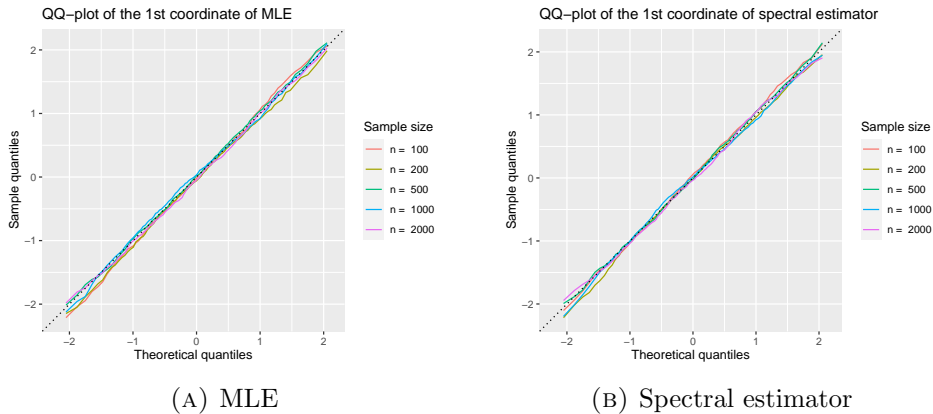 QQ−plot of the 1st coordinate of MLE
Sample quantiles
2
1
0
−1
−2
−2 −1 0 1 2
Theoretical quantiles
Sample size
n = 100
n = 200
n = 500
n = 1000
n = 2000
(A) MLE
QQ−plot of the 1st coordinate of spectral estimator
Sample quantiles
2
1
0
−1
−2
−2 −1 0 1 2
Theoretical quantiles
Sample size
n = 100
n = 200
n = 500
n = 1000
n = 2000
(B) Spectral estimator